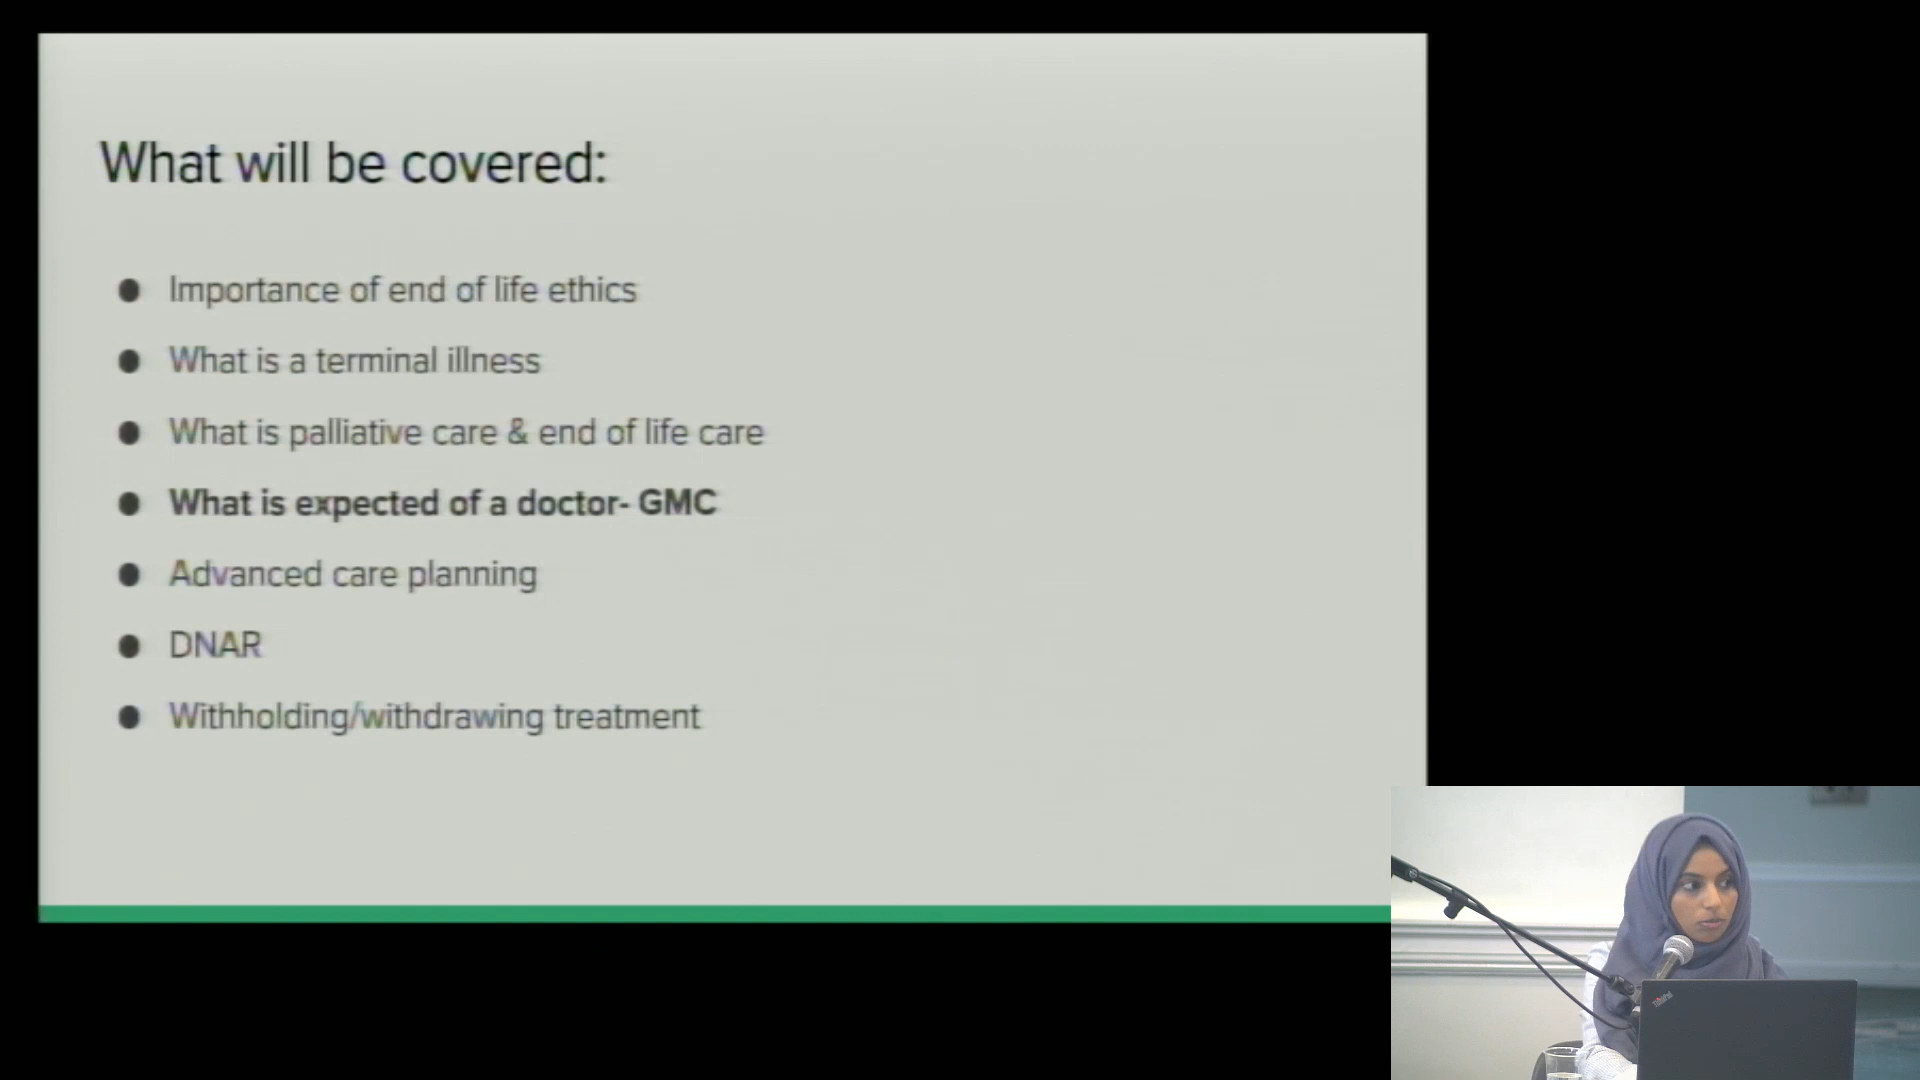 What will be covered:
Importance of end of life ethics
What is a terminal illness
What is palliative care & end of life care
What is expected of a doctor- GMC
Advanced care planning
DNAR
Withholding/withdrawing treatment
ThinkPad